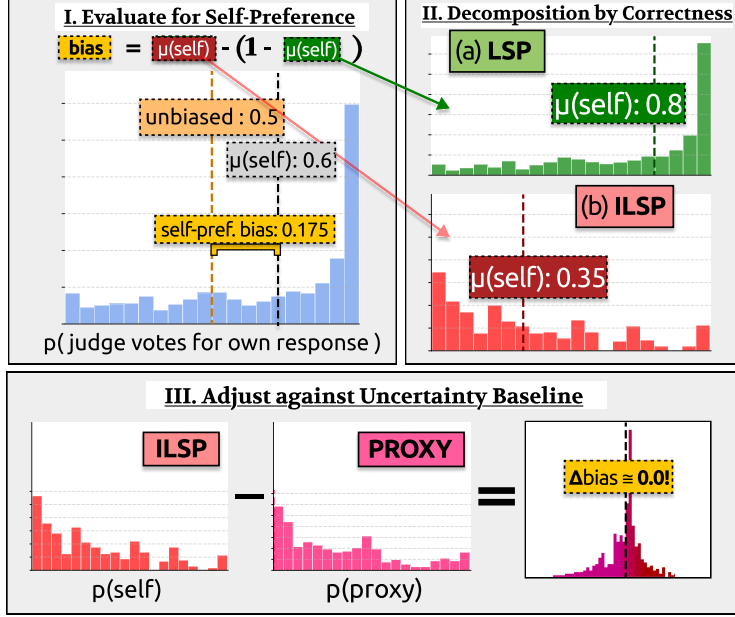 I. Evaluate for Self-Preference
bias = μ(self) - (1 - μ(self) )
unbiased : 0.5
μ(self): 0.6
self-pref. bias: 0.175
p( judge votes for own response )
II. Decomposition by Correctness
(a) LSP
μ(self): 0.8
(b) ILSP
μ(self): 0.35
III. Adjust against Uncertainty Baseline
ILSP
p(self)
−
PROXY
p(proxy)
=
Δbias ≅ 0.0!